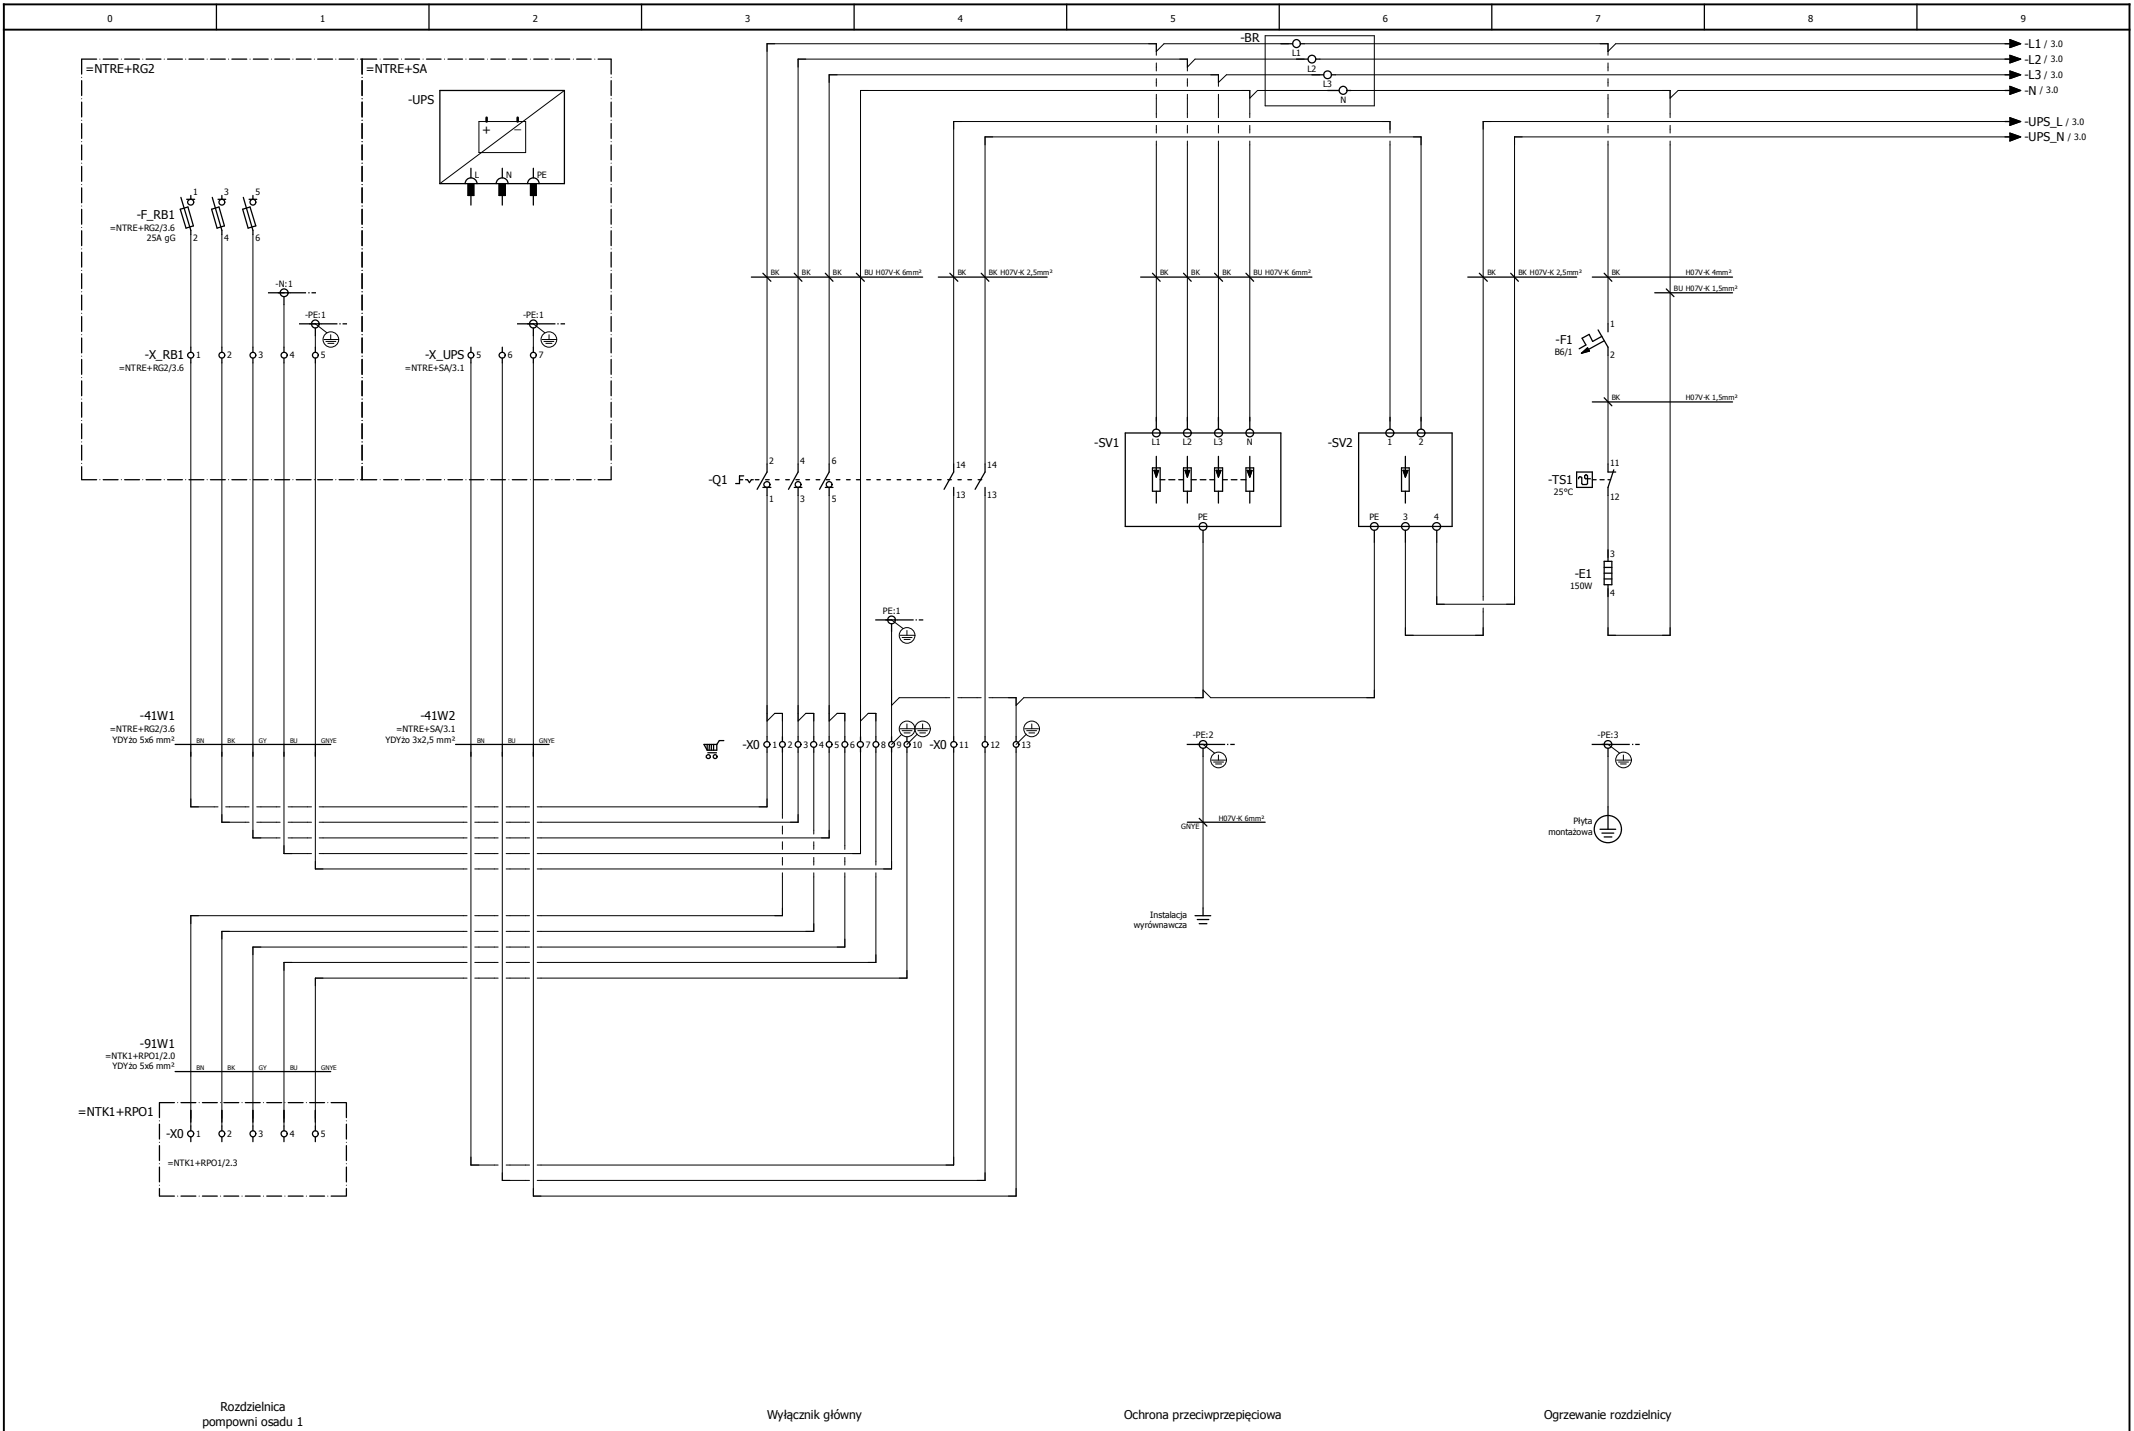 0 1 2 3 4 5 6 7 8 9
-BR
L1
L2
L3
N
-L1 / 3.0
-L2 / 3.0
-L3 / 3.0
-N / 3.0
-UPS_L / 3.0
-UPS_N / 3.0
=NTRE+RG2
=NTRE+SA
-UPS
+ −
L N PE
1 3 5
-F_RB1
=NTRE+RG2/3.6
25A gG
2 4 6
-N:1
-PE:1
-PE:1
-X_RB1 1 2 3 4 5
=NTRE+RG2/3.6
-X_UPS 5 6 7
=NTRE+SA/3.1
BK BK BK BU H07V-K 6mm²
BK BK H07V-K 2,5mm²
BK BK BK BU H07V-K 6mm²
BK BK H07V-K 2,5mm²
BK H07V-K 4mm²
BU H07V-K 1,5mm²
-F1
B6/1
1
2
BK H07V-K 1,5mm²
-SV1
L1 L2 L3 N
PE
-SV2
1 2
PE 3 4
-Q1
2 4 6 14 14
1 3 5 13 13
-TS1
25°C
11
12
-E1
150W
3
4
PE:1
-41W1
=NTRE+RG2/3.6
YDYżo 5x6 mm²
BN BK GY BU GNYE
-41W2
=NTRE+SA/3.1
YDYżo 3x2,5 mm²
BN BU GNYE
-X0 1 2 3 4 5 6 7 8 9 10 -X0 11 12 13
-PE:2
-PE:3
GNYE H07V-K 6mm²
Płyta
montażowa
Instalacja
wyrównawcza
-91W1
=NTK1+RPO1/2.0
YDYżo 5x6 mm²
BN BK GY BU GNYE
=NTK1+RPO1
-X0 1 2 3 4 5
=NTK1+RPO1/2.3
Rozdzielnica
pompowni osadu 1
Wyłącznik główny
Ochrona przeciwprzepięciowa
Ogrzewanie rozdzielnicy